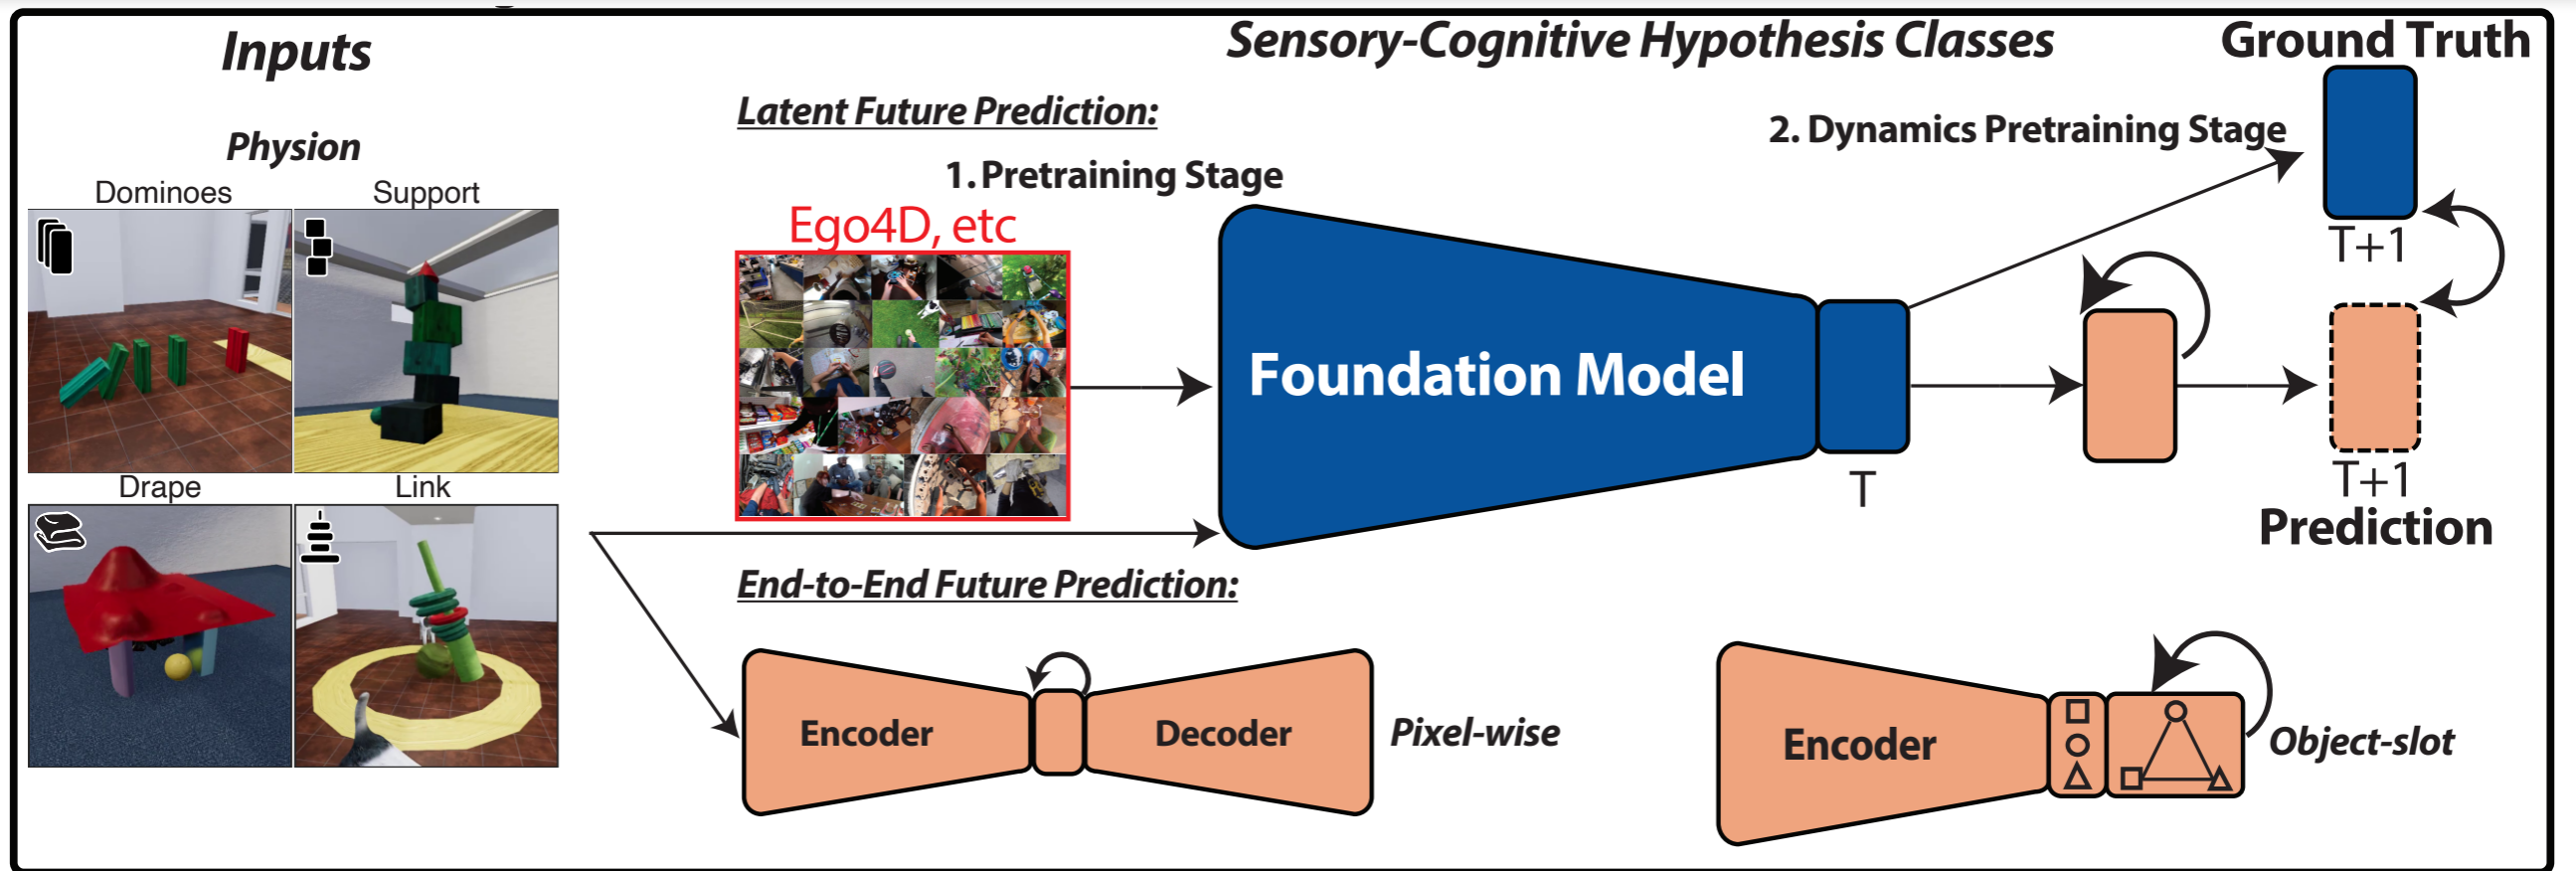 Inputs
Sensory-Cognitive Hypothesis Classes
Ground Truth
Physion
Dominoes
Support
Drape
Link
Latent Future Prediction:
1. Pretraining Stage
2. Dynamics Pretraining Stage
Ego4D, etc
Foundation Model
T
T+1
T+1
Prediction
End-to-End Future Prediction:
Encoder
Decoder
Pixel-wise
Encoder
Object-slot